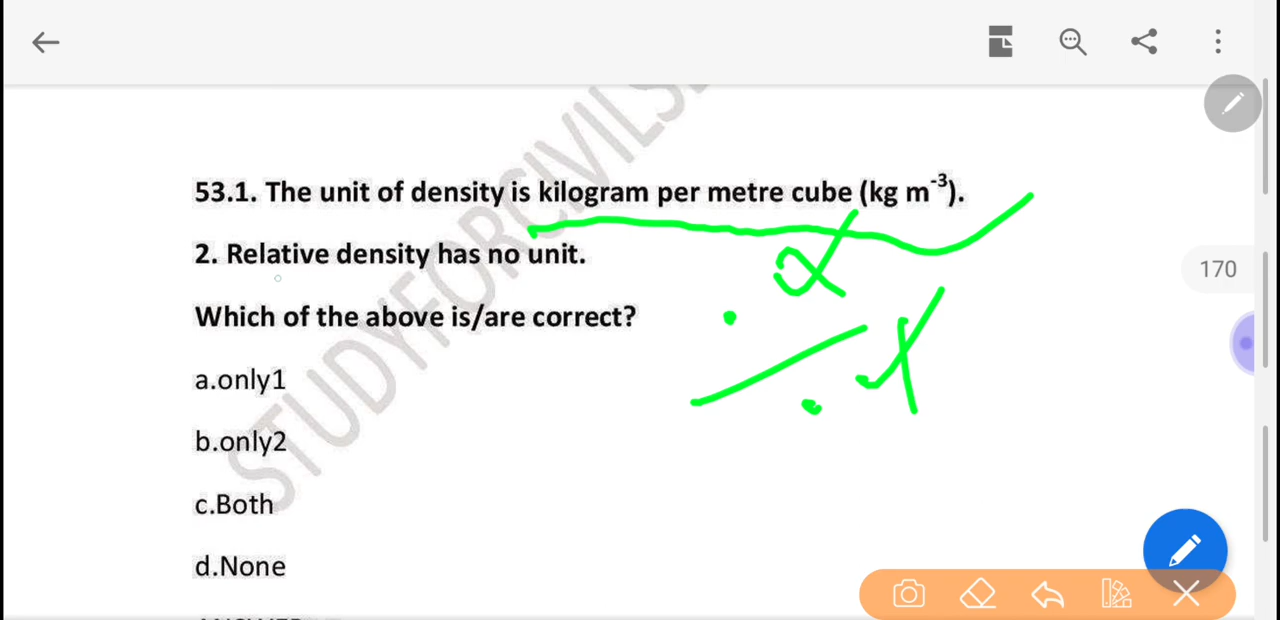 170
53.1. The unit of density is kilogram per metre cube (kg m⁻³).
2. Relative density has no unit.
Which of the above is/are correct?
a.only1
b.only2
c.Both
d.None
STUDYFORCIVILS